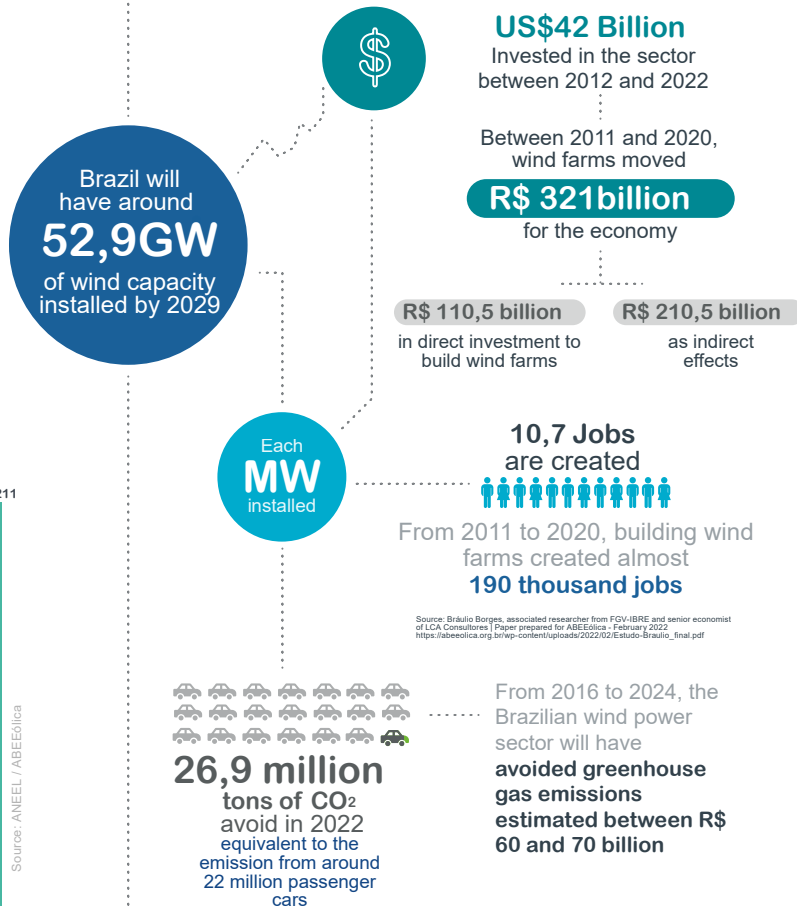 $
US$42 Billion
Invested in the sector
between 2012 and 2022
Between 2011 and 2020,
wind farms moved
R$ 321billion
for the economy
R$ 110,5 billion
in direct investment to
build wind farms
R$ 210,5 billion
as indirect
effects
Brazil will
have around
52,9GW
of wind capacity
installed by 2029
Each
MW
installed
10,7 Jobs
are created
From 2011 to 2020, building wind
farms created almost
190 thousand jobs
Source: Bráulio Borges, associated researcher from FGV-IBRE and senior economist
of LCA Consultores | Paper prepared for ABEEólica - February 2022
https://abeeolica.org.br/wp-content/uploads/2022/02/Estudo-Braulio_final.pdf
26,9 million
tons of CO2
avoid in 2022
equivalent to the
emission from around
22 million passenger
cars
From 2016 to 2024, the
Brazilian wind power
sector will have
avoided greenhouse
gas emissions
estimated between R$
60 and 70 billion
Source: ANEEL / ABEEólica